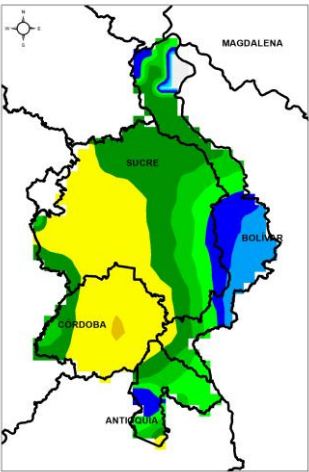 N
W E
S
MAGDALENA
SUCRE
BOLÍVAR
CÓRDOBA
ANTIOQUIA